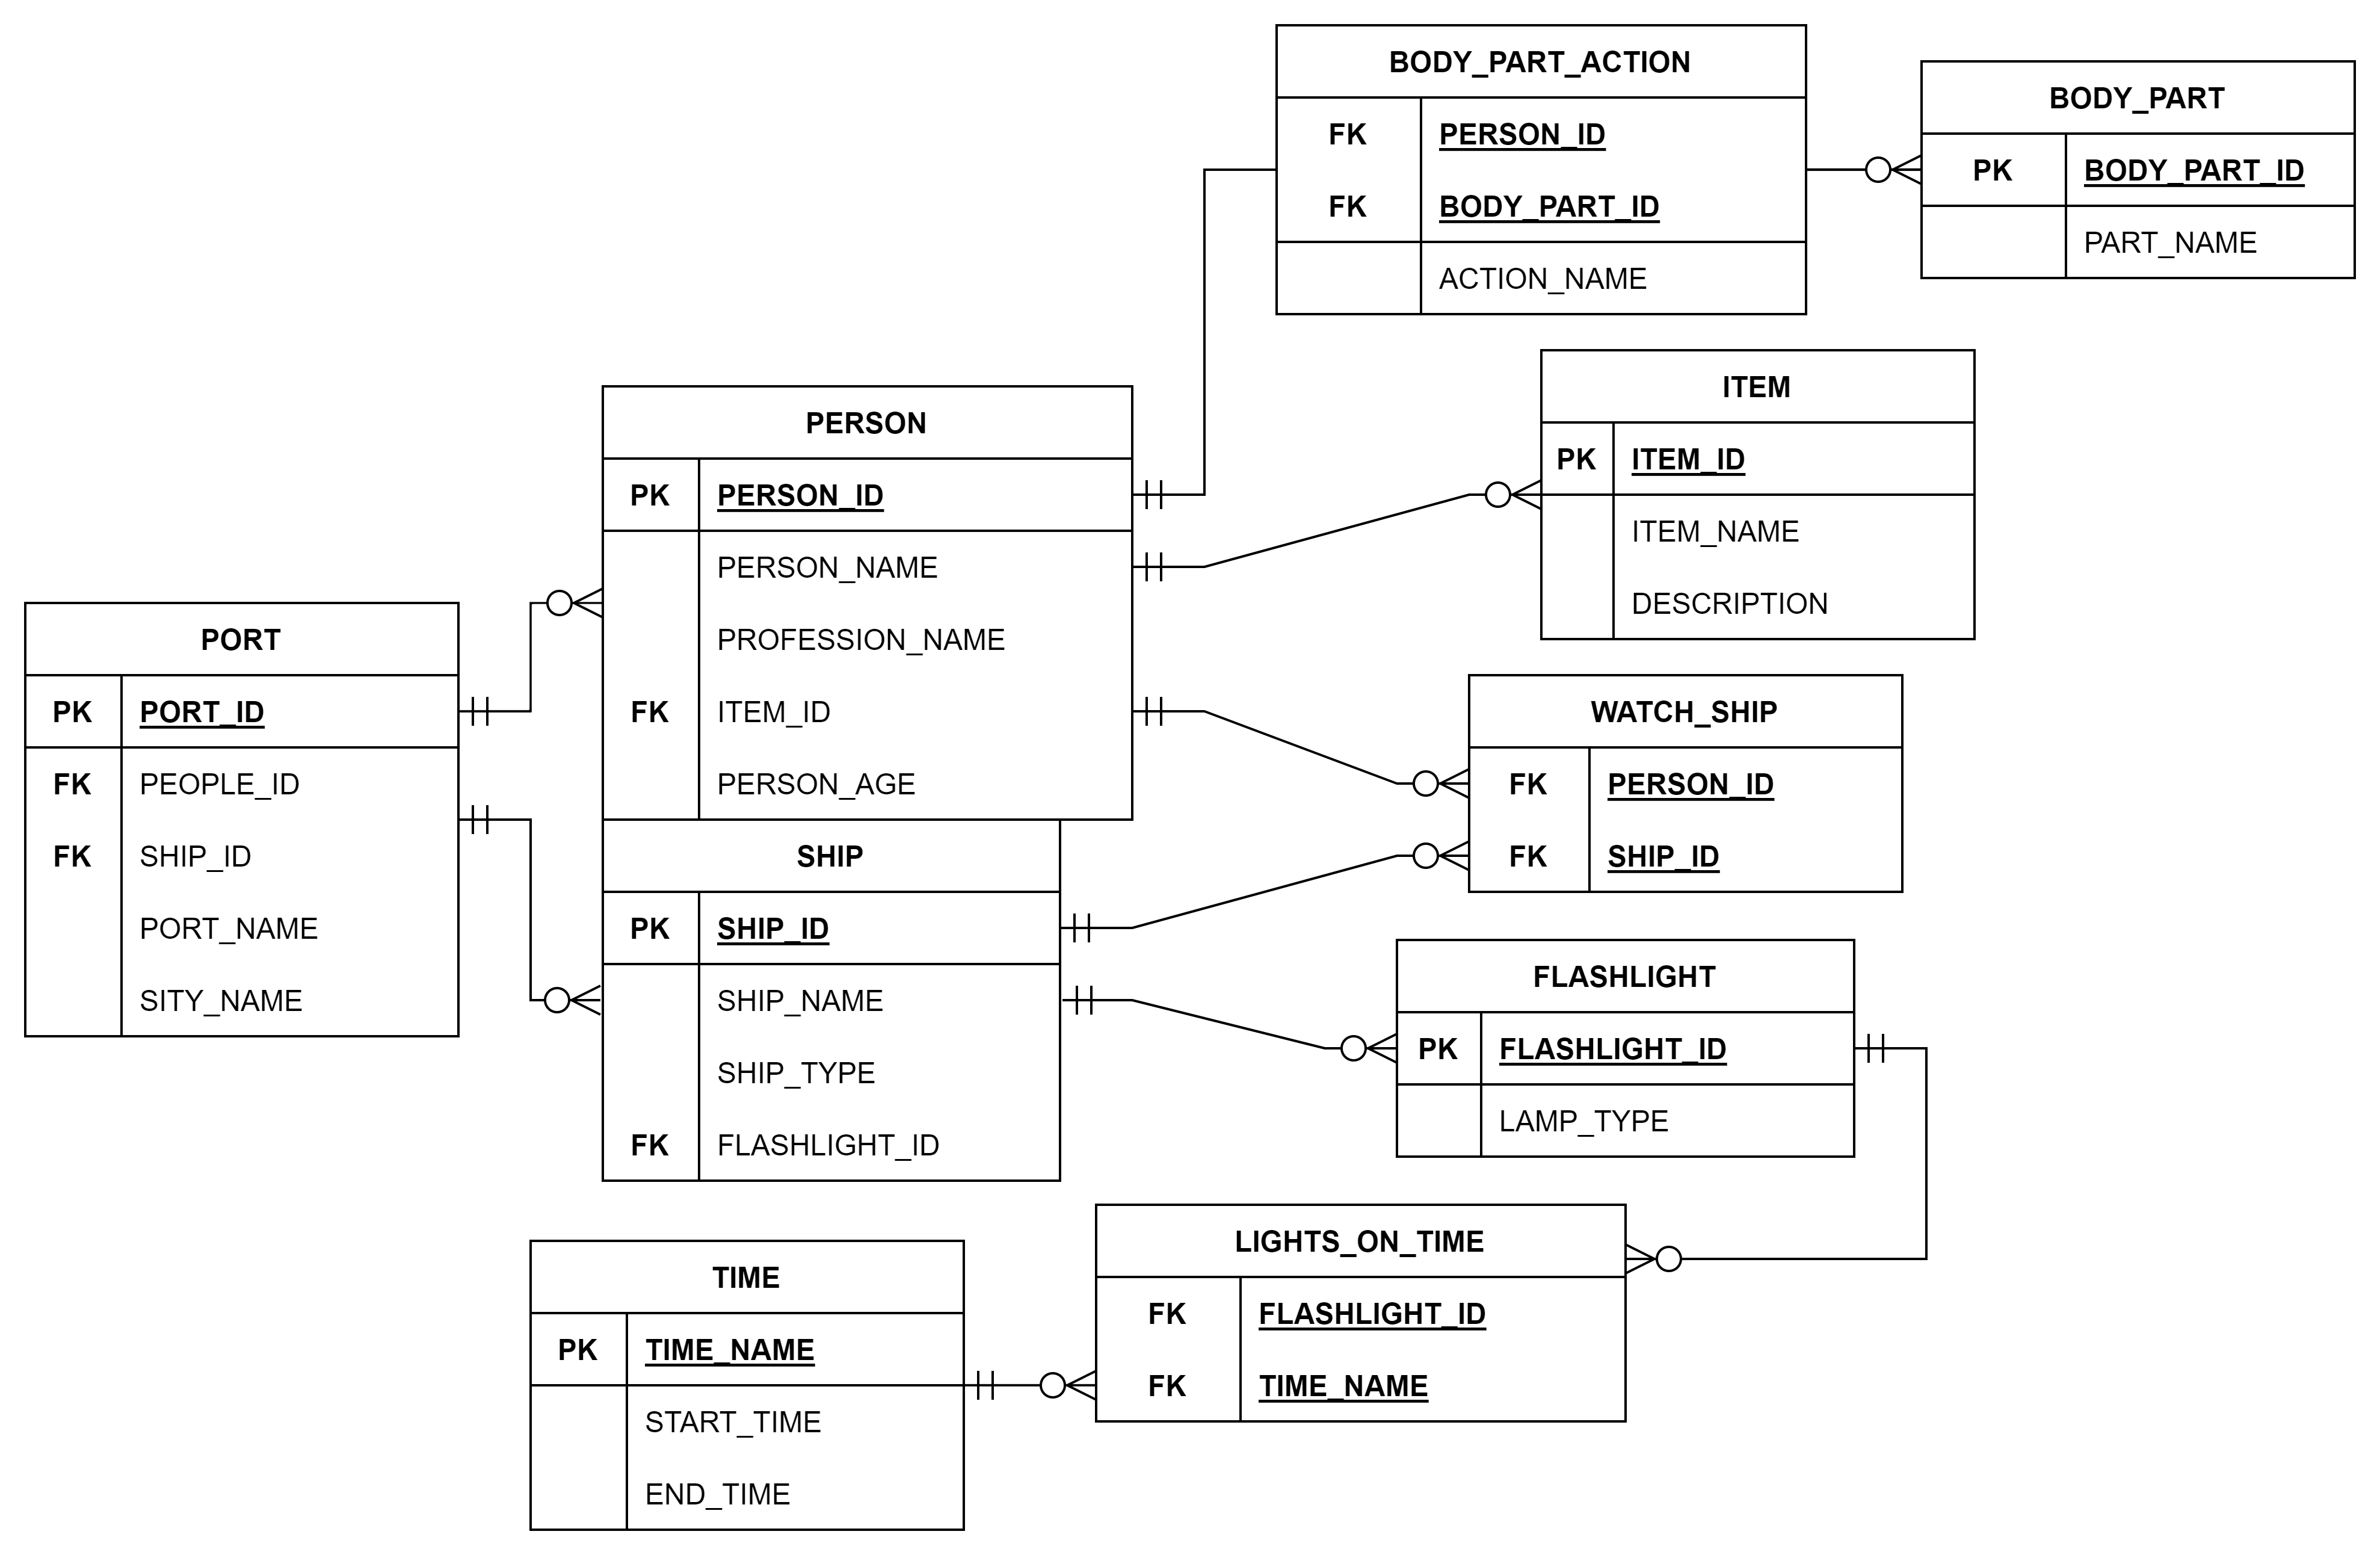 BODY_PART_ACTION
FK PERSON_ID
FK BODY_PART_ID
ACTION_NAME
BODY_PART
PK BODY_PART_ID
PART_NAME
PERSON
PK PERSON_ID
PERSON_NAME
PROFESSION_NAME
FK ITEM_ID
PERSON_AGE
ITEM
PK ITEM_ID
ITEM_NAME
DESCRIPTION
PORT
PK PORT_ID
FK PEOPLE_ID
FK SHIP_ID
PORT_NAME
SITY_NAME
WATCH_SHIP
FK PERSON_ID
FK SHIP_ID
SHIP
PK SHIP_ID
SHIP_NAME
SHIP_TYPE
FK FLASHLIGHT_ID
FLASHLIGHT
PK FLASHLIGHT_ID
LAMP_TYPE
TIME
PK TIME_NAME
START_TIME
END_TIME
LIGHTS_ON_TIME
FK FLASHLIGHT_ID
FK TIME_NAME